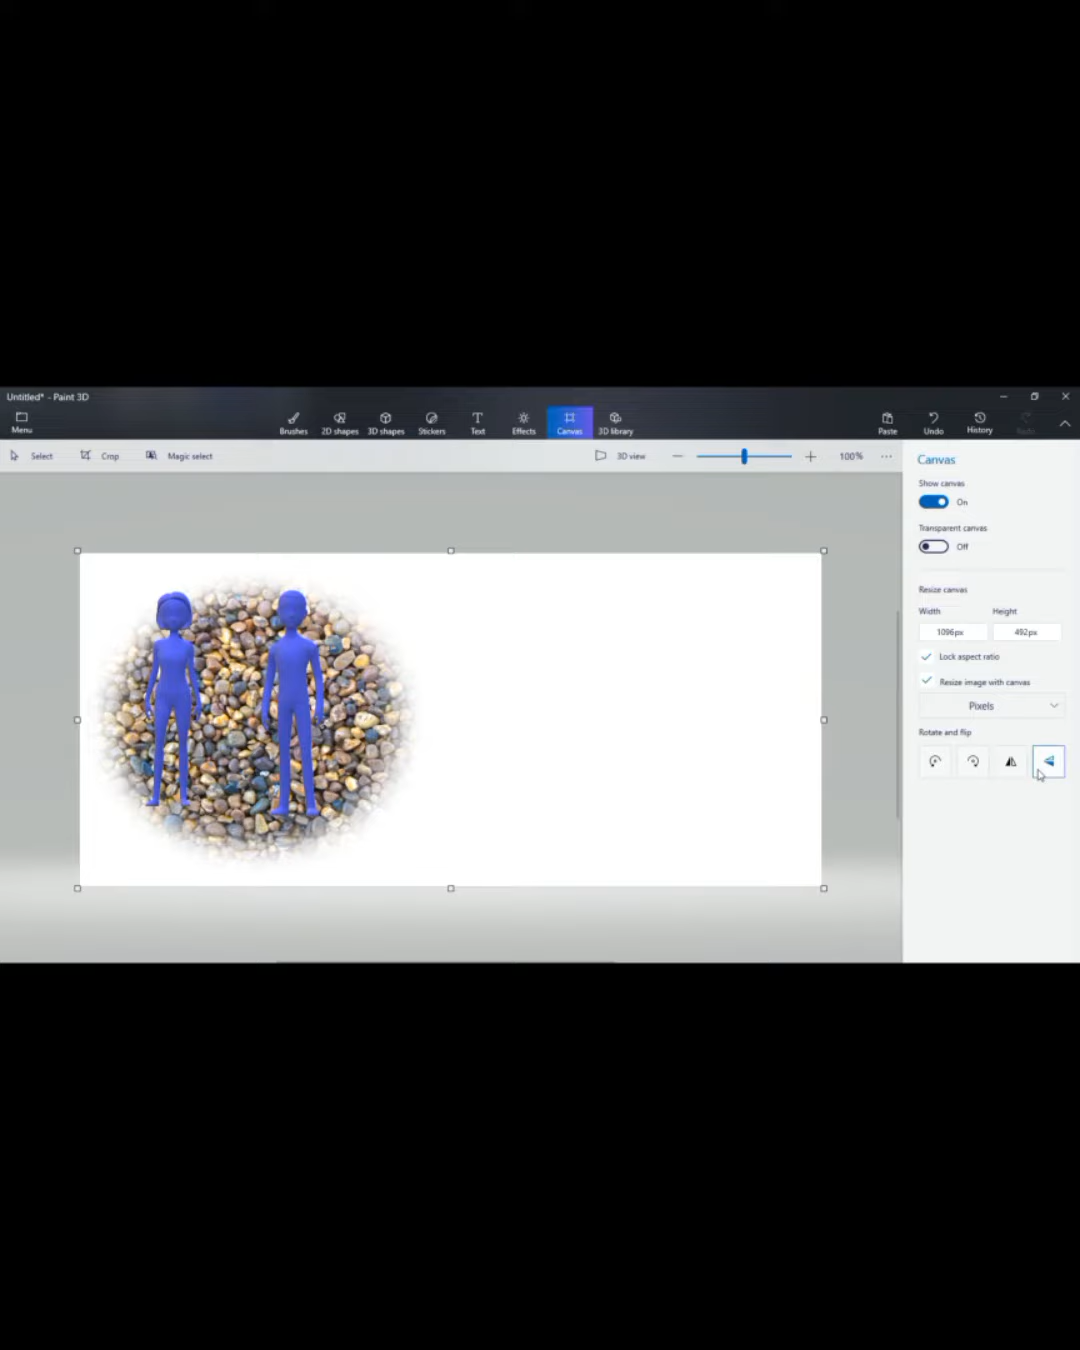 Untitled* - Paint 3D
Menu
Brushes
2D shapes
3D shapes
Stickers
Text
Effects
Canvas
3D library
Paste
Undo
History
Redo
Select
Crop
Magic select
3D view
100%
Canvas
Show canvas
On
Transparent canvas
Off
Resize canvas
Width Height
1096px 492px
Lock aspect ratio
Resize image with canvas
Pixels
Rotate and flip